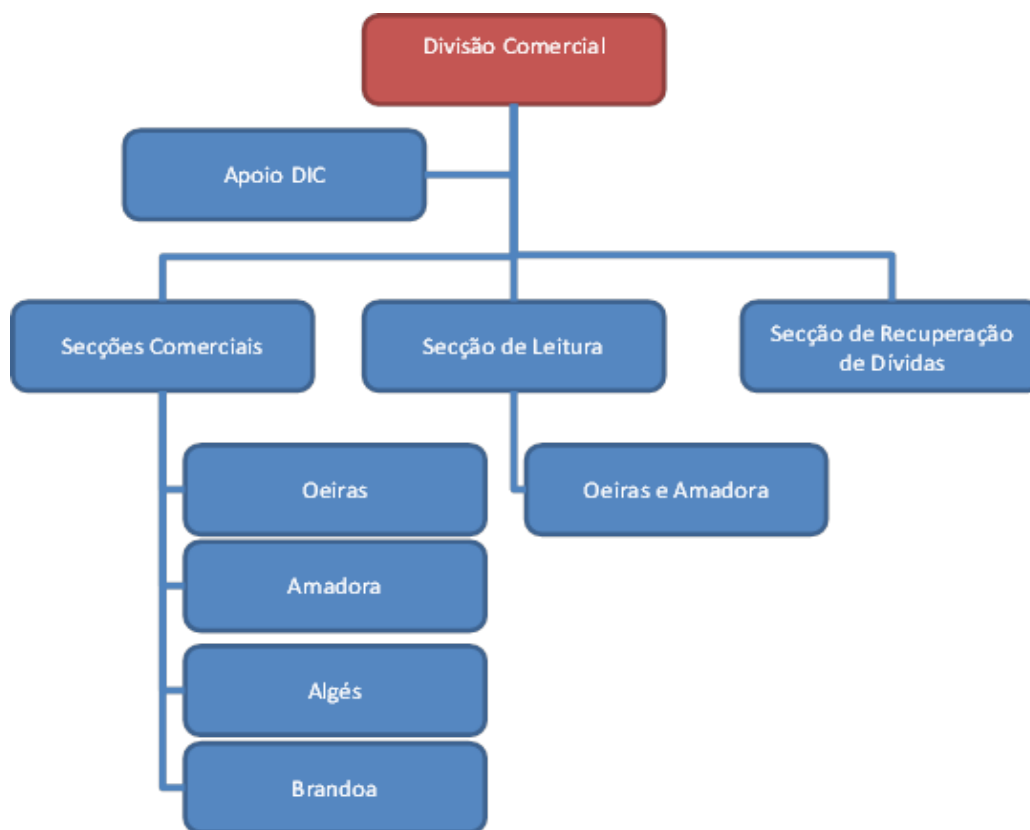 Divisão Comercial
Apoio DIC
Secções Comerciais
Secção de Leitura
Secção de Recuperação
de Dívidas
Oeiras
Oeiras e Amadora
Amadora
Algés
Brandoa